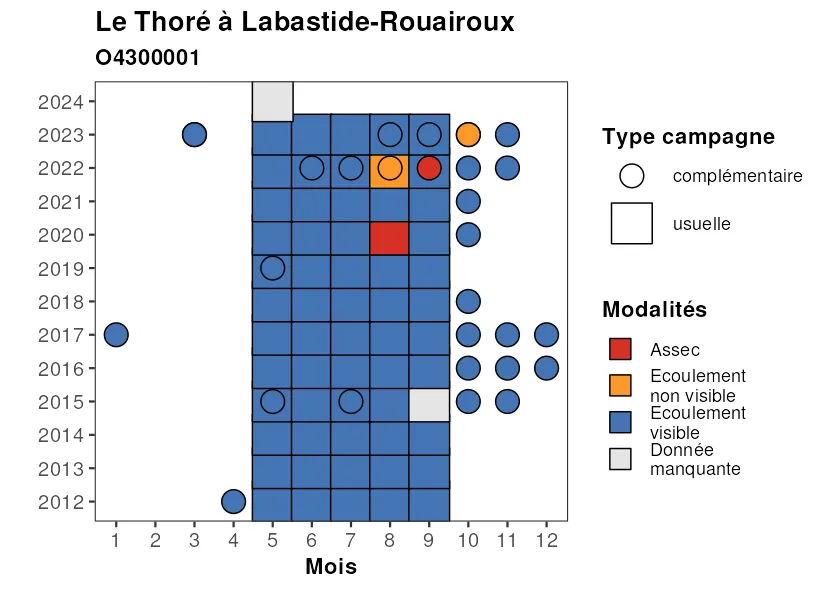 Le Thoré à Labastide-Rouairoux
O4300001
2024
2023
2022
2021
2020
2019
2018
2017
2016
2015
2014
2013
2012
1 2 3 4 5 6 7 8 9 10 11 12
Mois
Type campagne
complémentaire
usuelle
Modalités
Assec
Ecoulement
non visible
Ecoulement
visible
Donnée
manquante